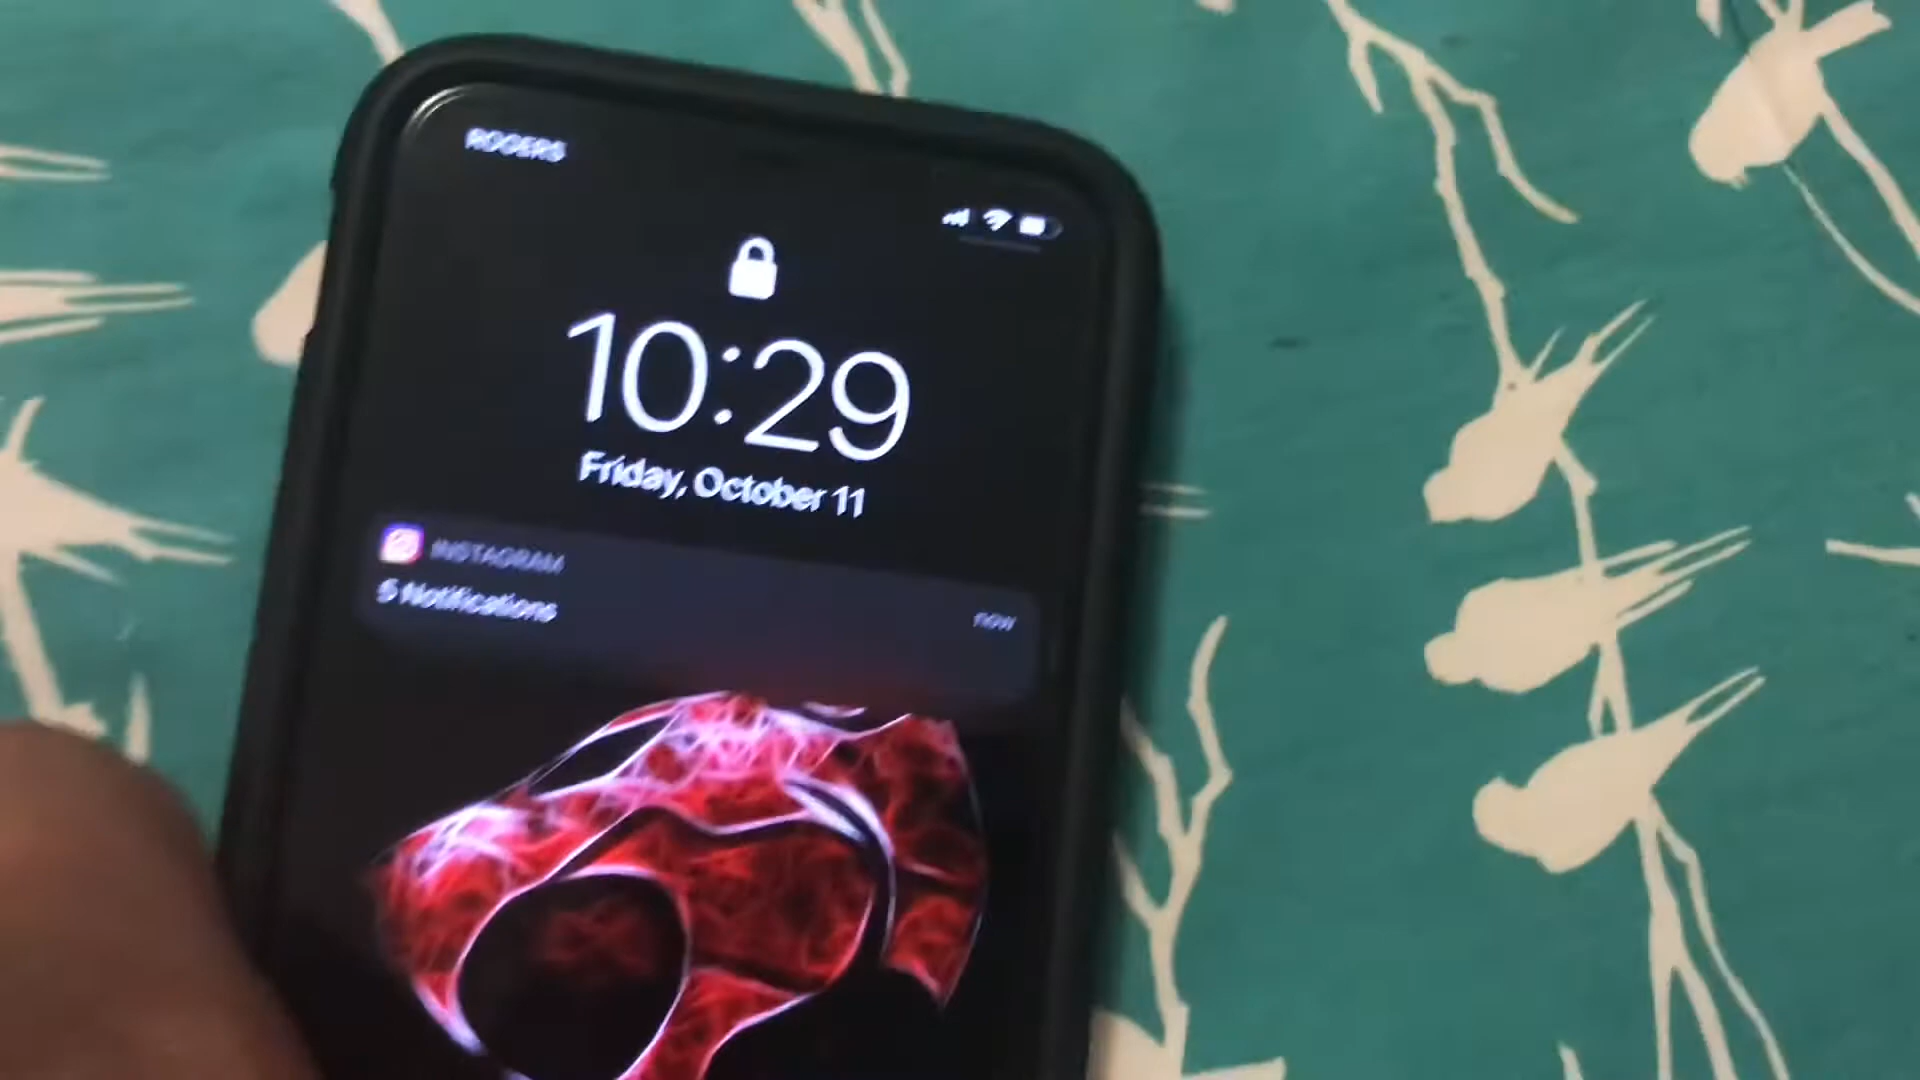 ROGERS
10:29
Friday, October 11
INSTAGRAM
5 Notifications
now